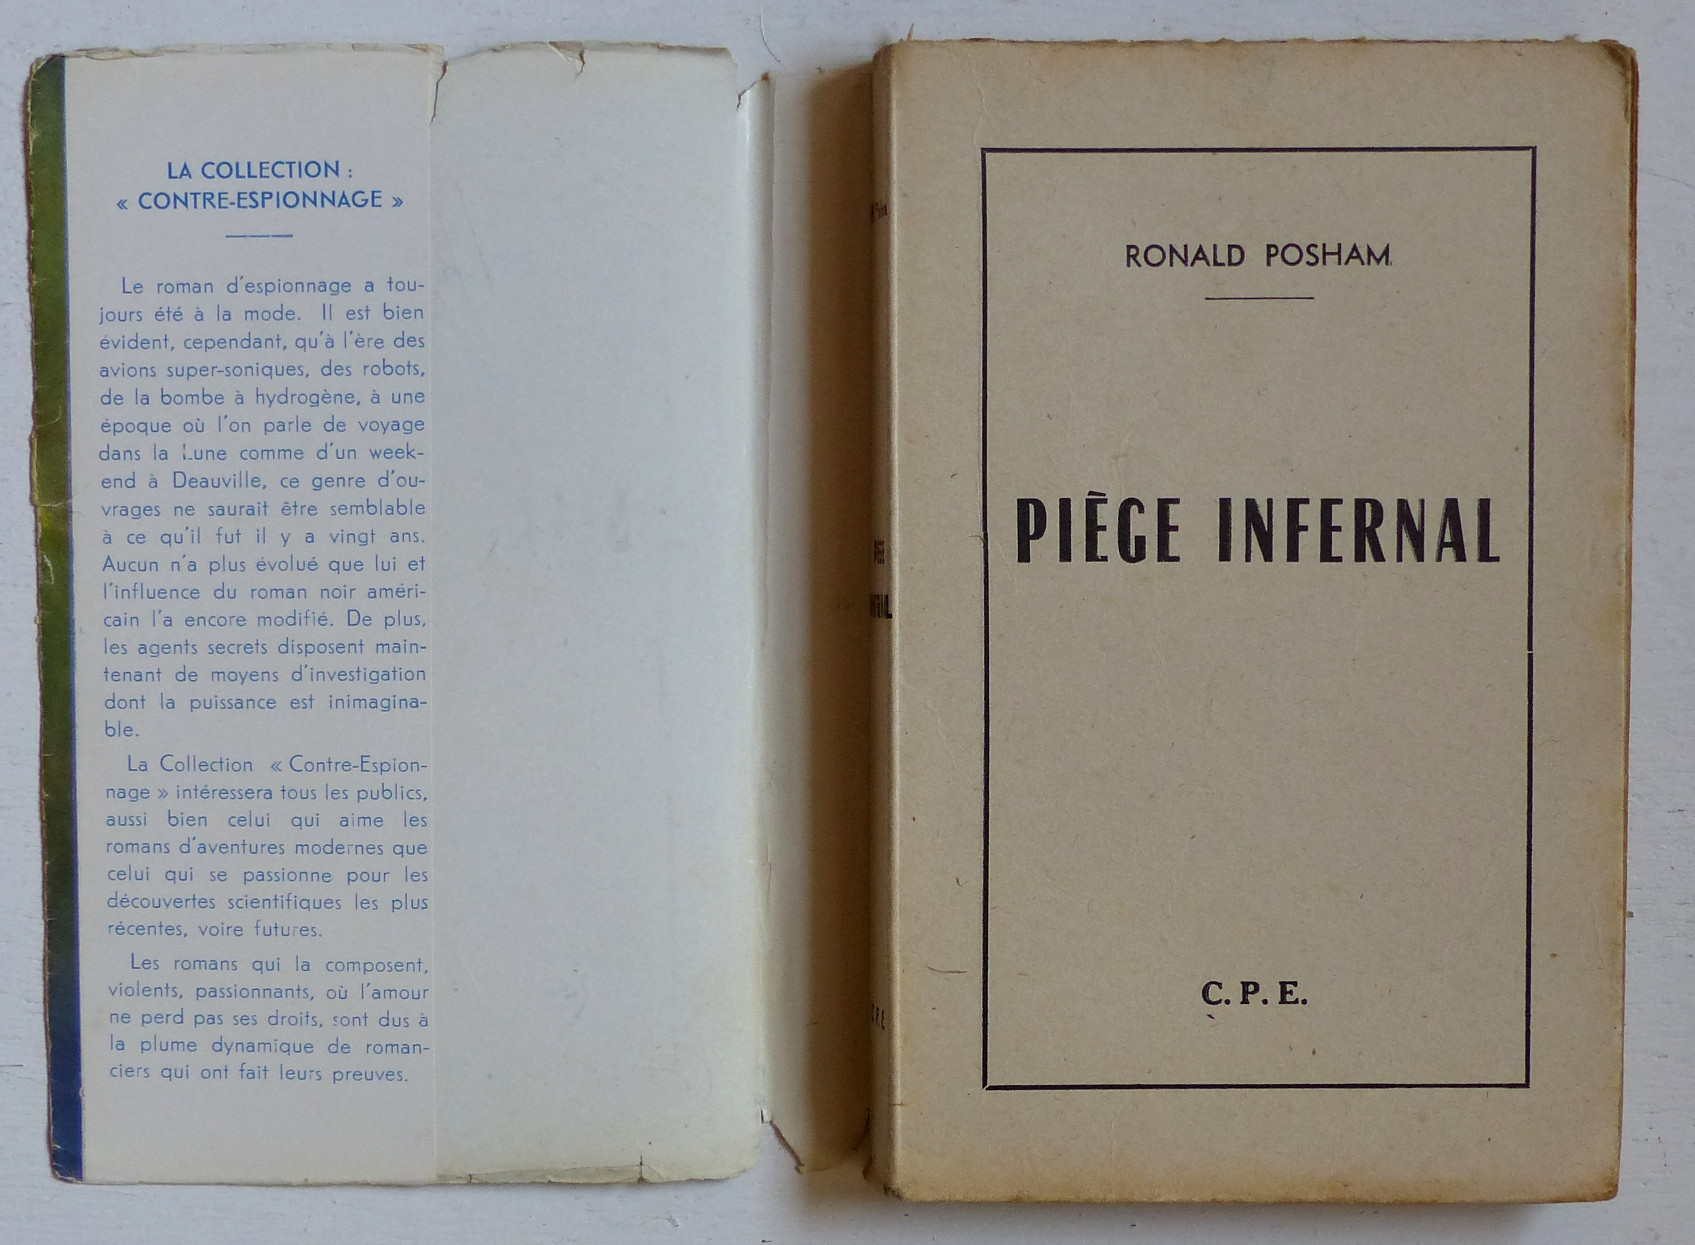 LA COLLECTION :
« CONTRE-ESPIONNAGE »
Le roman d'espionnage a tou-
jours été à la mode. Il est bien
évident, cependant, qu'à l'ère des
avions super-soniques, des robots,
de la bombe à hydrogène, à une
époque où l'on parle de voyage
dans la Lune comme d'un week-
end à Deauville, ce genre d'ou-
vrages ne saurait être semblable
à ce qu'il fut il y a vingt ans.
Aucun n'a plus évolué que lui et
l'influence du roman noir améri-
cain l'a encore modifié. De plus,
les agents secrets disposent main-
tenant de moyens d'investigation
dont la puissance est inimagina-
ble.
La Collection « Contre-Espion-
nage » intéressera tous les publics,
aussi bien celui qui aime les
romans d'aventures modernes que
celui qui se passionne pour les
découvertes scientifiques les plus
récentes, voire futures.
Les romans qui la composent,
violents, passionnants, où l'amour
ne perd pas ses droits, sont dus à
la plume dynamique de roman-
ciers qui ont fait leurs preuves.
RONALD POSHAM
PIÈGE INFERNAL
C. P. E.